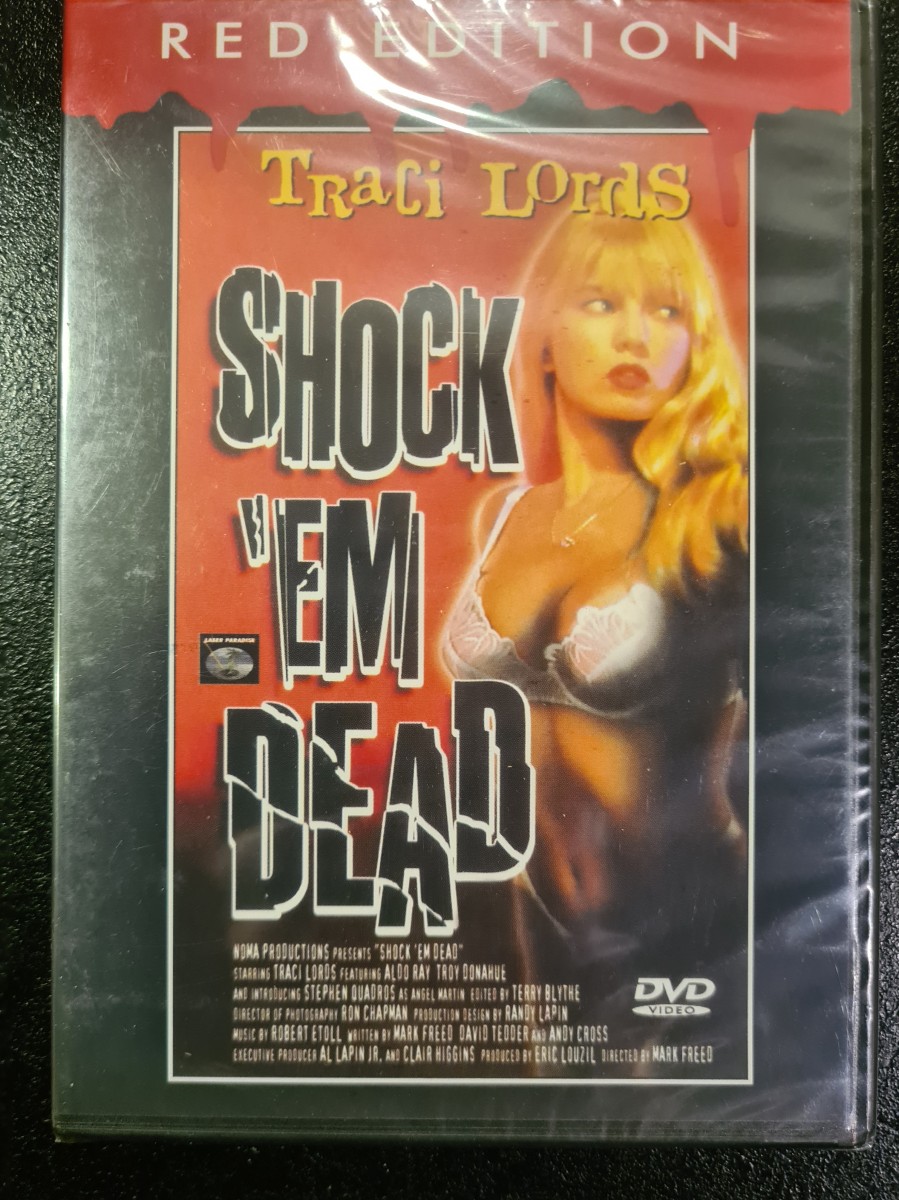 RED EDITION
Traci Lords
SHOCK
'EM
DEAD
LASER PARADISE
NOMA PRODUCTIONS PRESENTS "SHOCK 'EM DEAD"
STARRING TRACI LORDS FEATURING ALDO RAY TROY DONAHUE
AND INTRODUCING STEPHEN QUADROS AS ANGEL MARTIN EDITED BY TERRY BLYTHE
DIRECTOR OF PHOTOGRAPHY RON CHAPMAN PRODUCTION DESIGN BY RANDY LAPIN
MUSIC BY ROBERT ETOLL WRITTEN BY MARK FREED DAVID TEDDER AND ANDY CROSS
EXECUTIVE PRODUCER AL LAPIN JR. AND CLAIR HIGGINS PRODUCED BY ERIC LOUZIL DIRECTED BY MARK FREED
DVD
VIDEO